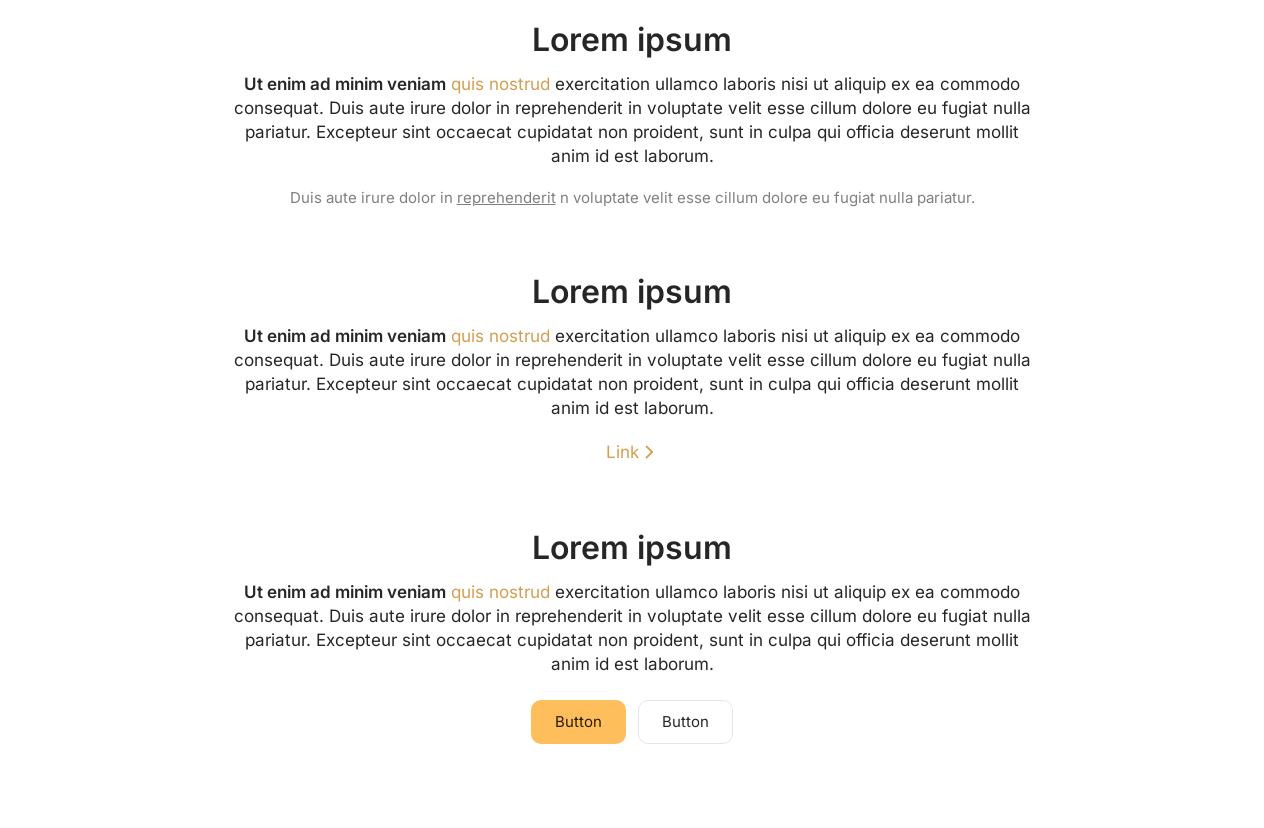 Lorem ipsum
Ut enim ad minim veniam quis nostrud exercitation ullamco laboris nisi ut aliquip ex ea commodo
consequat. Duis aute irure dolor in reprehenderit in voluptate velit esse cillum dolore eu fugiat nulla
pariatur. Excepteur sint occaecat cupidatat non proident, sunt in culpa qui officia deserunt mollit
anim id est laborum.
Duis aute irure dolor in reprehenderit n voluptate velit esse cillum dolore eu fugiat nulla pariatur.
Lorem ipsum
Ut enim ad minim veniam quis nostrud exercitation ullamco laboris nisi ut aliquip ex ea commodo
consequat. Duis aute irure dolor in reprehenderit in voluptate velit esse cillum dolore eu fugiat nulla
pariatur. Excepteur sint occaecat cupidatat non proident, sunt in culpa qui officia deserunt mollit
anim id est laborum.
Link
Lorem ipsum
Ut enim ad minim veniam quis nostrud exercitation ullamco laboris nisi ut aliquip ex ea commodo
consequat. Duis aute irure dolor in reprehenderit in voluptate velit esse cillum dolore eu fugiat nulla
pariatur. Excepteur sint occaecat cupidatat non proident, sunt in culpa qui officia deserunt mollit
anim id est laborum.
Button Button